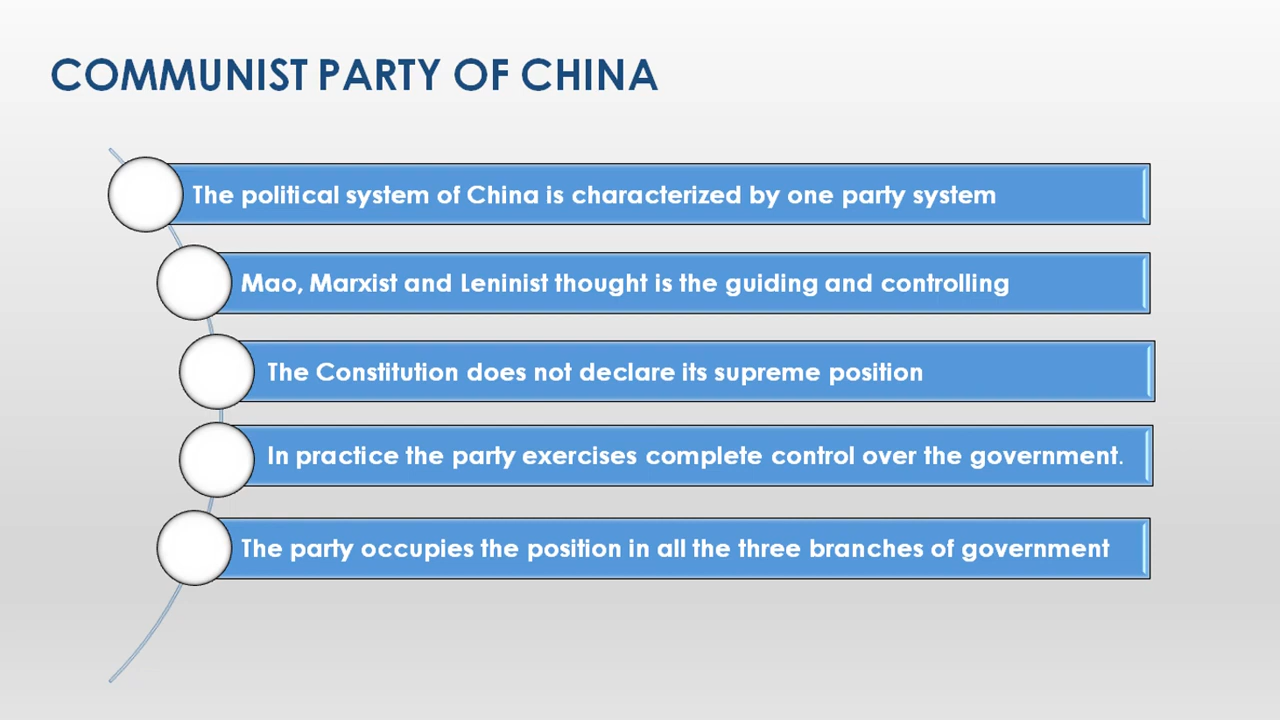 COMMUNIST PARTY OF CHINA
The political system of China is characterized by one party system
Mao, Marxist and Leninist thought is the guiding and controlling
The Constitution does not declare its supreme position
In practice the party exercises complete control over the government.
The party occupies the position in all the three branches of government